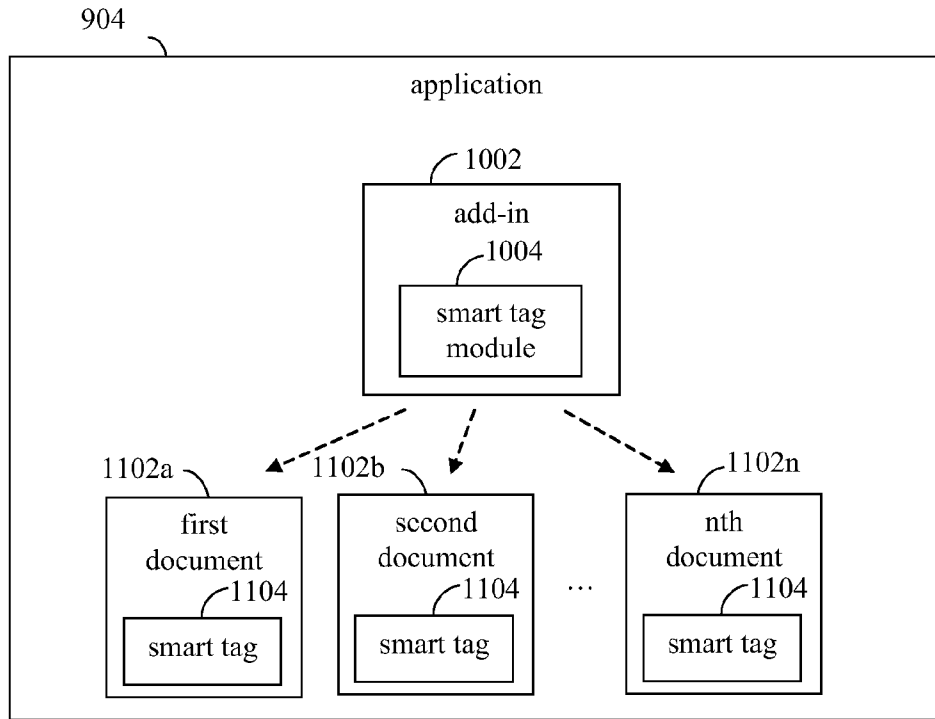 904
application
1002
add-in
1004
smart tag
module
1102a
1102b
1102n
first
document
second
document
nth
document
1104
1104
...
1104
smart tag
smart tag
smart tag